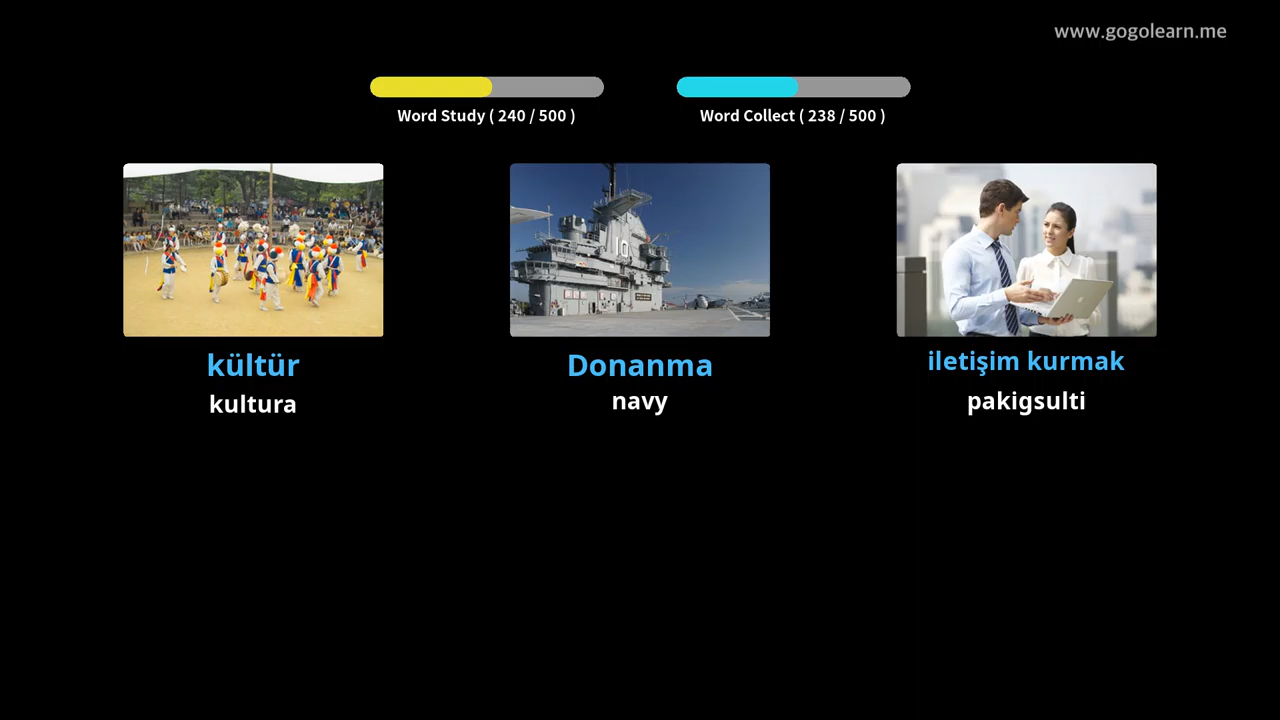 www.gogolearn.me
Word Study ( 240 / 500 )
Word Collect ( 238 / 500 )
kültür
kultura
Donanma
navy
iletişim kurmak
pakigsulti